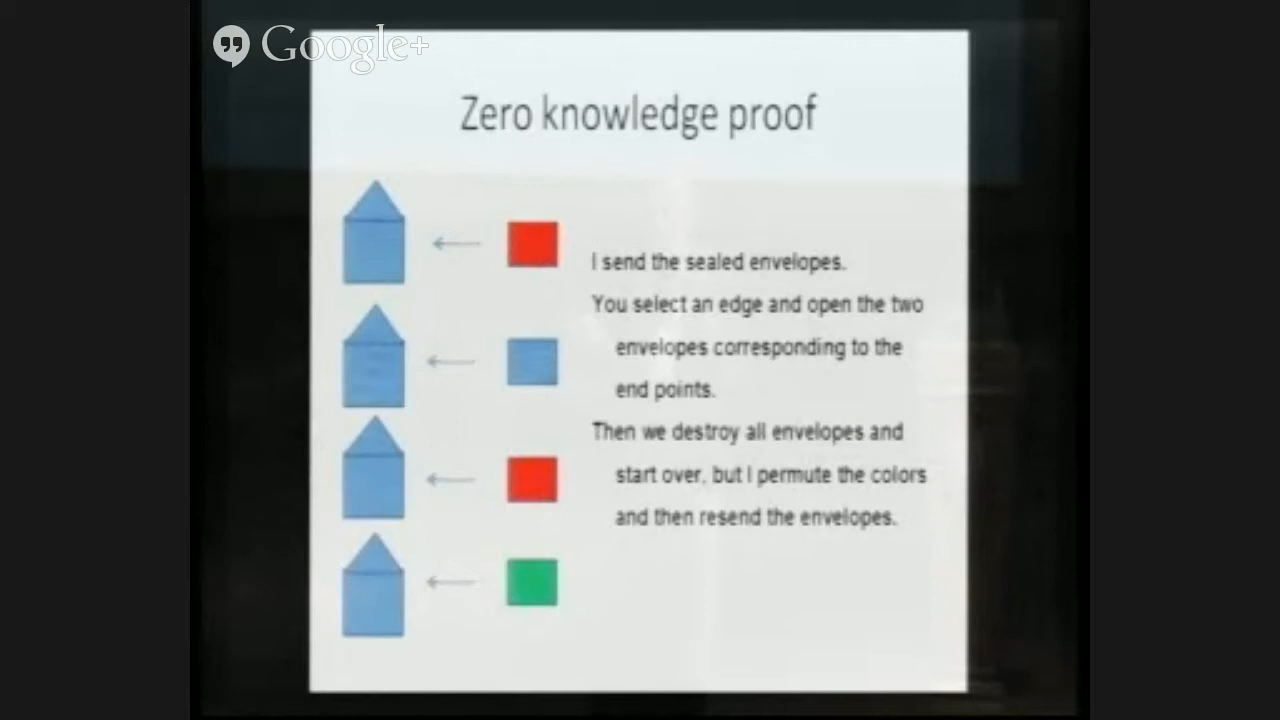 Google+
Zero knowledge proof
I send the sealed envelopes.
You select an edge and open the two
envelopes corresponding to the
end points.
Then we destroy all envelopes and
start over, but I permute the colors
and then resend the envelopes.